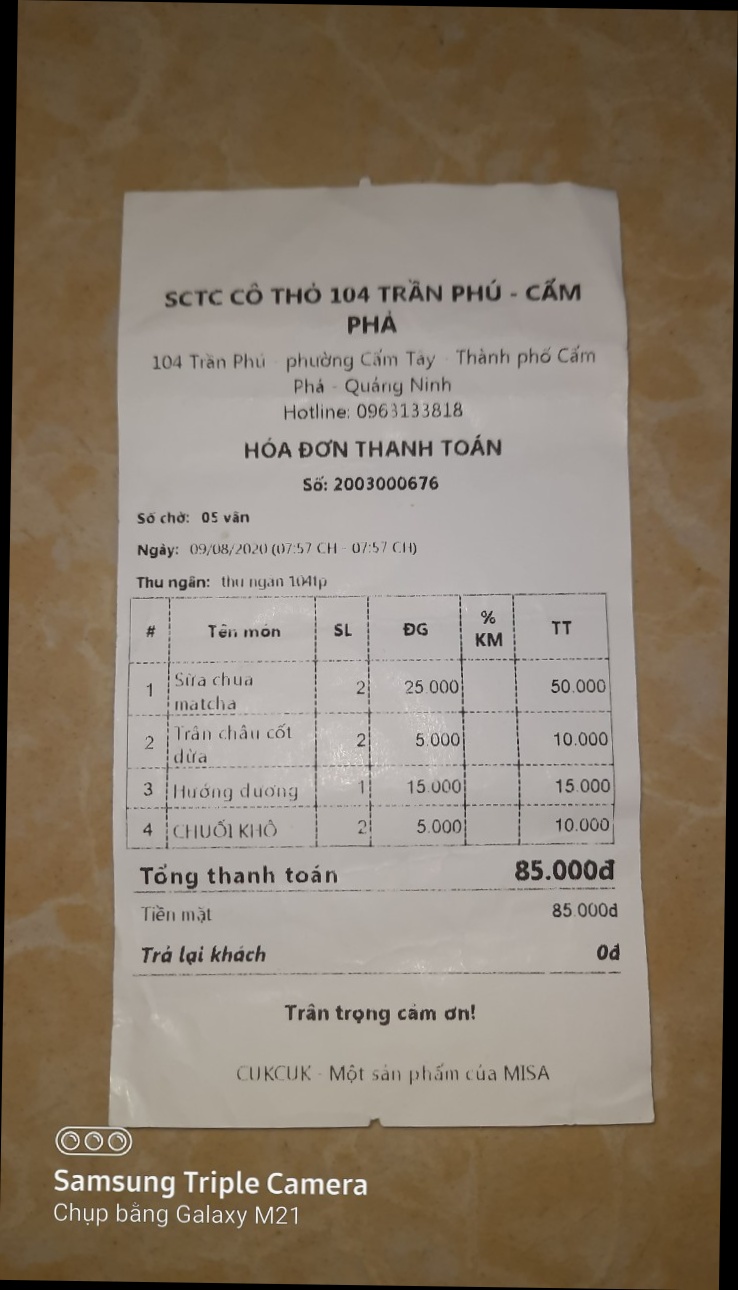 SCTC CÔ THỎ 104 TRẦN PHÚ - CẨM
PHẢ
104 Trần Phú - phường Cẩm Tây - Thành phố Cẩm
Phả - Quảng Ninh
Hotline: 0963133818
HÓA ĐƠN THANH TOÁN
Số: 2003000676
Số chờ: 05 vân
Ngày: 09/08/2020 (07:57 CH - 07:57 CH)
Thu ngân: thu ngan 104tp
# Tên món SL ĐG % KM TT
1 Sữa chua matcha 2 25.000 50.000
2 Trân châu cốt dừa 2 5.000 10.000
3 Hướng dương 1 15.000 15.000
4 CHUỐI KHÔ 2 5.000 10.000
Tổng thanh toán 85.000đ
Tiền mặt 85.000đ
Trả lại khách 0đ
Trân trọng cảm ơn!
CUKCUK - Một sản phẩm của MISA
Samsung Triple Camera
Chụp bằng Galaxy M21